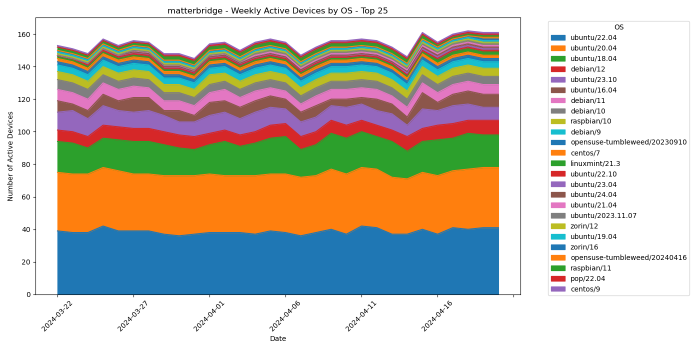 matterbridge - Weekly Active Devices by OS - Top 25
Number of Active Devices
160
140
120
100
80
60
40
20
0
2024-03-22
2024-03-27
2024-04-01
2024-04-06
2024-04-11
2024-04-16
Date
OS
ubuntu/22.04
ubuntu/20.04
ubuntu/18.04
debian/12
ubuntu/23.10
ubuntu/16.04
debian/11
debian/10
raspbian/10
debian/9
opensuse-tumbleweed/20230910
centos/7
linuxmint/21.3
ubuntu/22.10
ubuntu/23.04
ubuntu/24.04
ubuntu/21.04
ubuntu/2023.11.07
zorin/12
ubuntu/19.04
zorin/16
opensuse-tumbleweed/20240416
raspbian/11
pop/22.04
centos/9